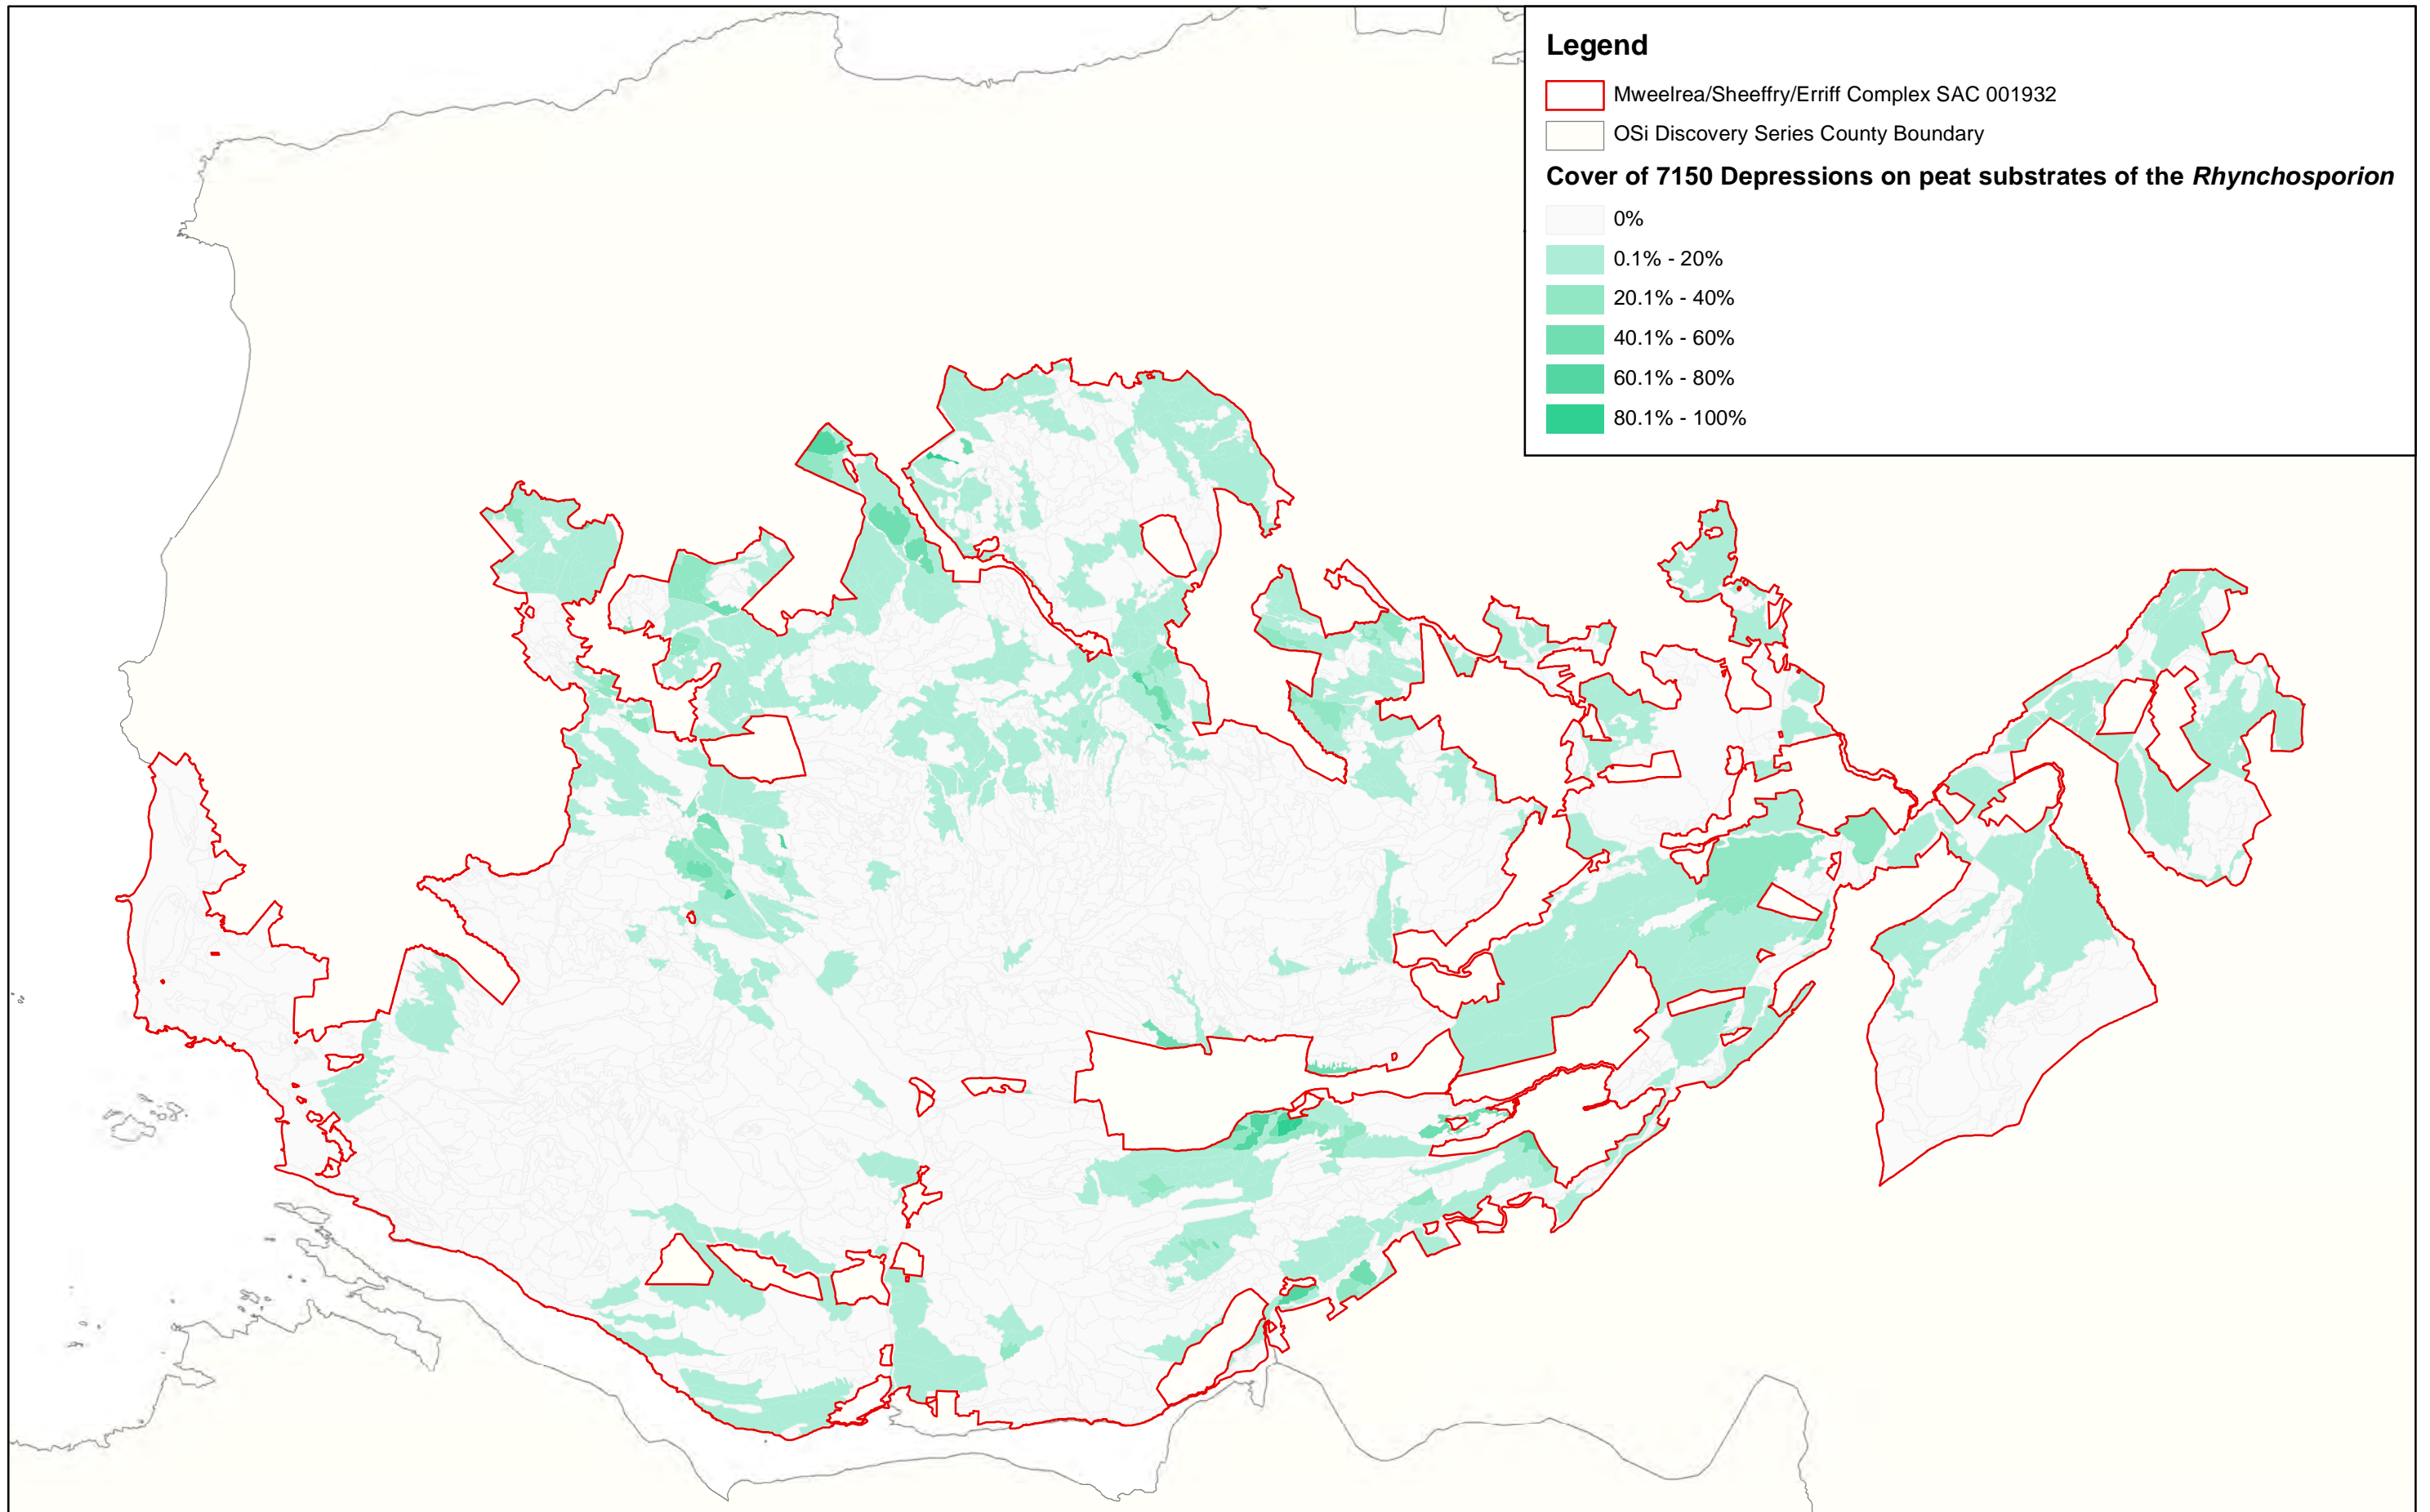 Legend
Mweelrea/Sheeffry/Erriff Complex SAC 001932
OSi Discovery Series County Boundary
Cover of 7150 Depressions on peat substrates of the Rhynchosporion
0%
0.1% - 20%
20.1% - 40%
40.1% - 60%
60.1% - 80%
80.1% - 100%